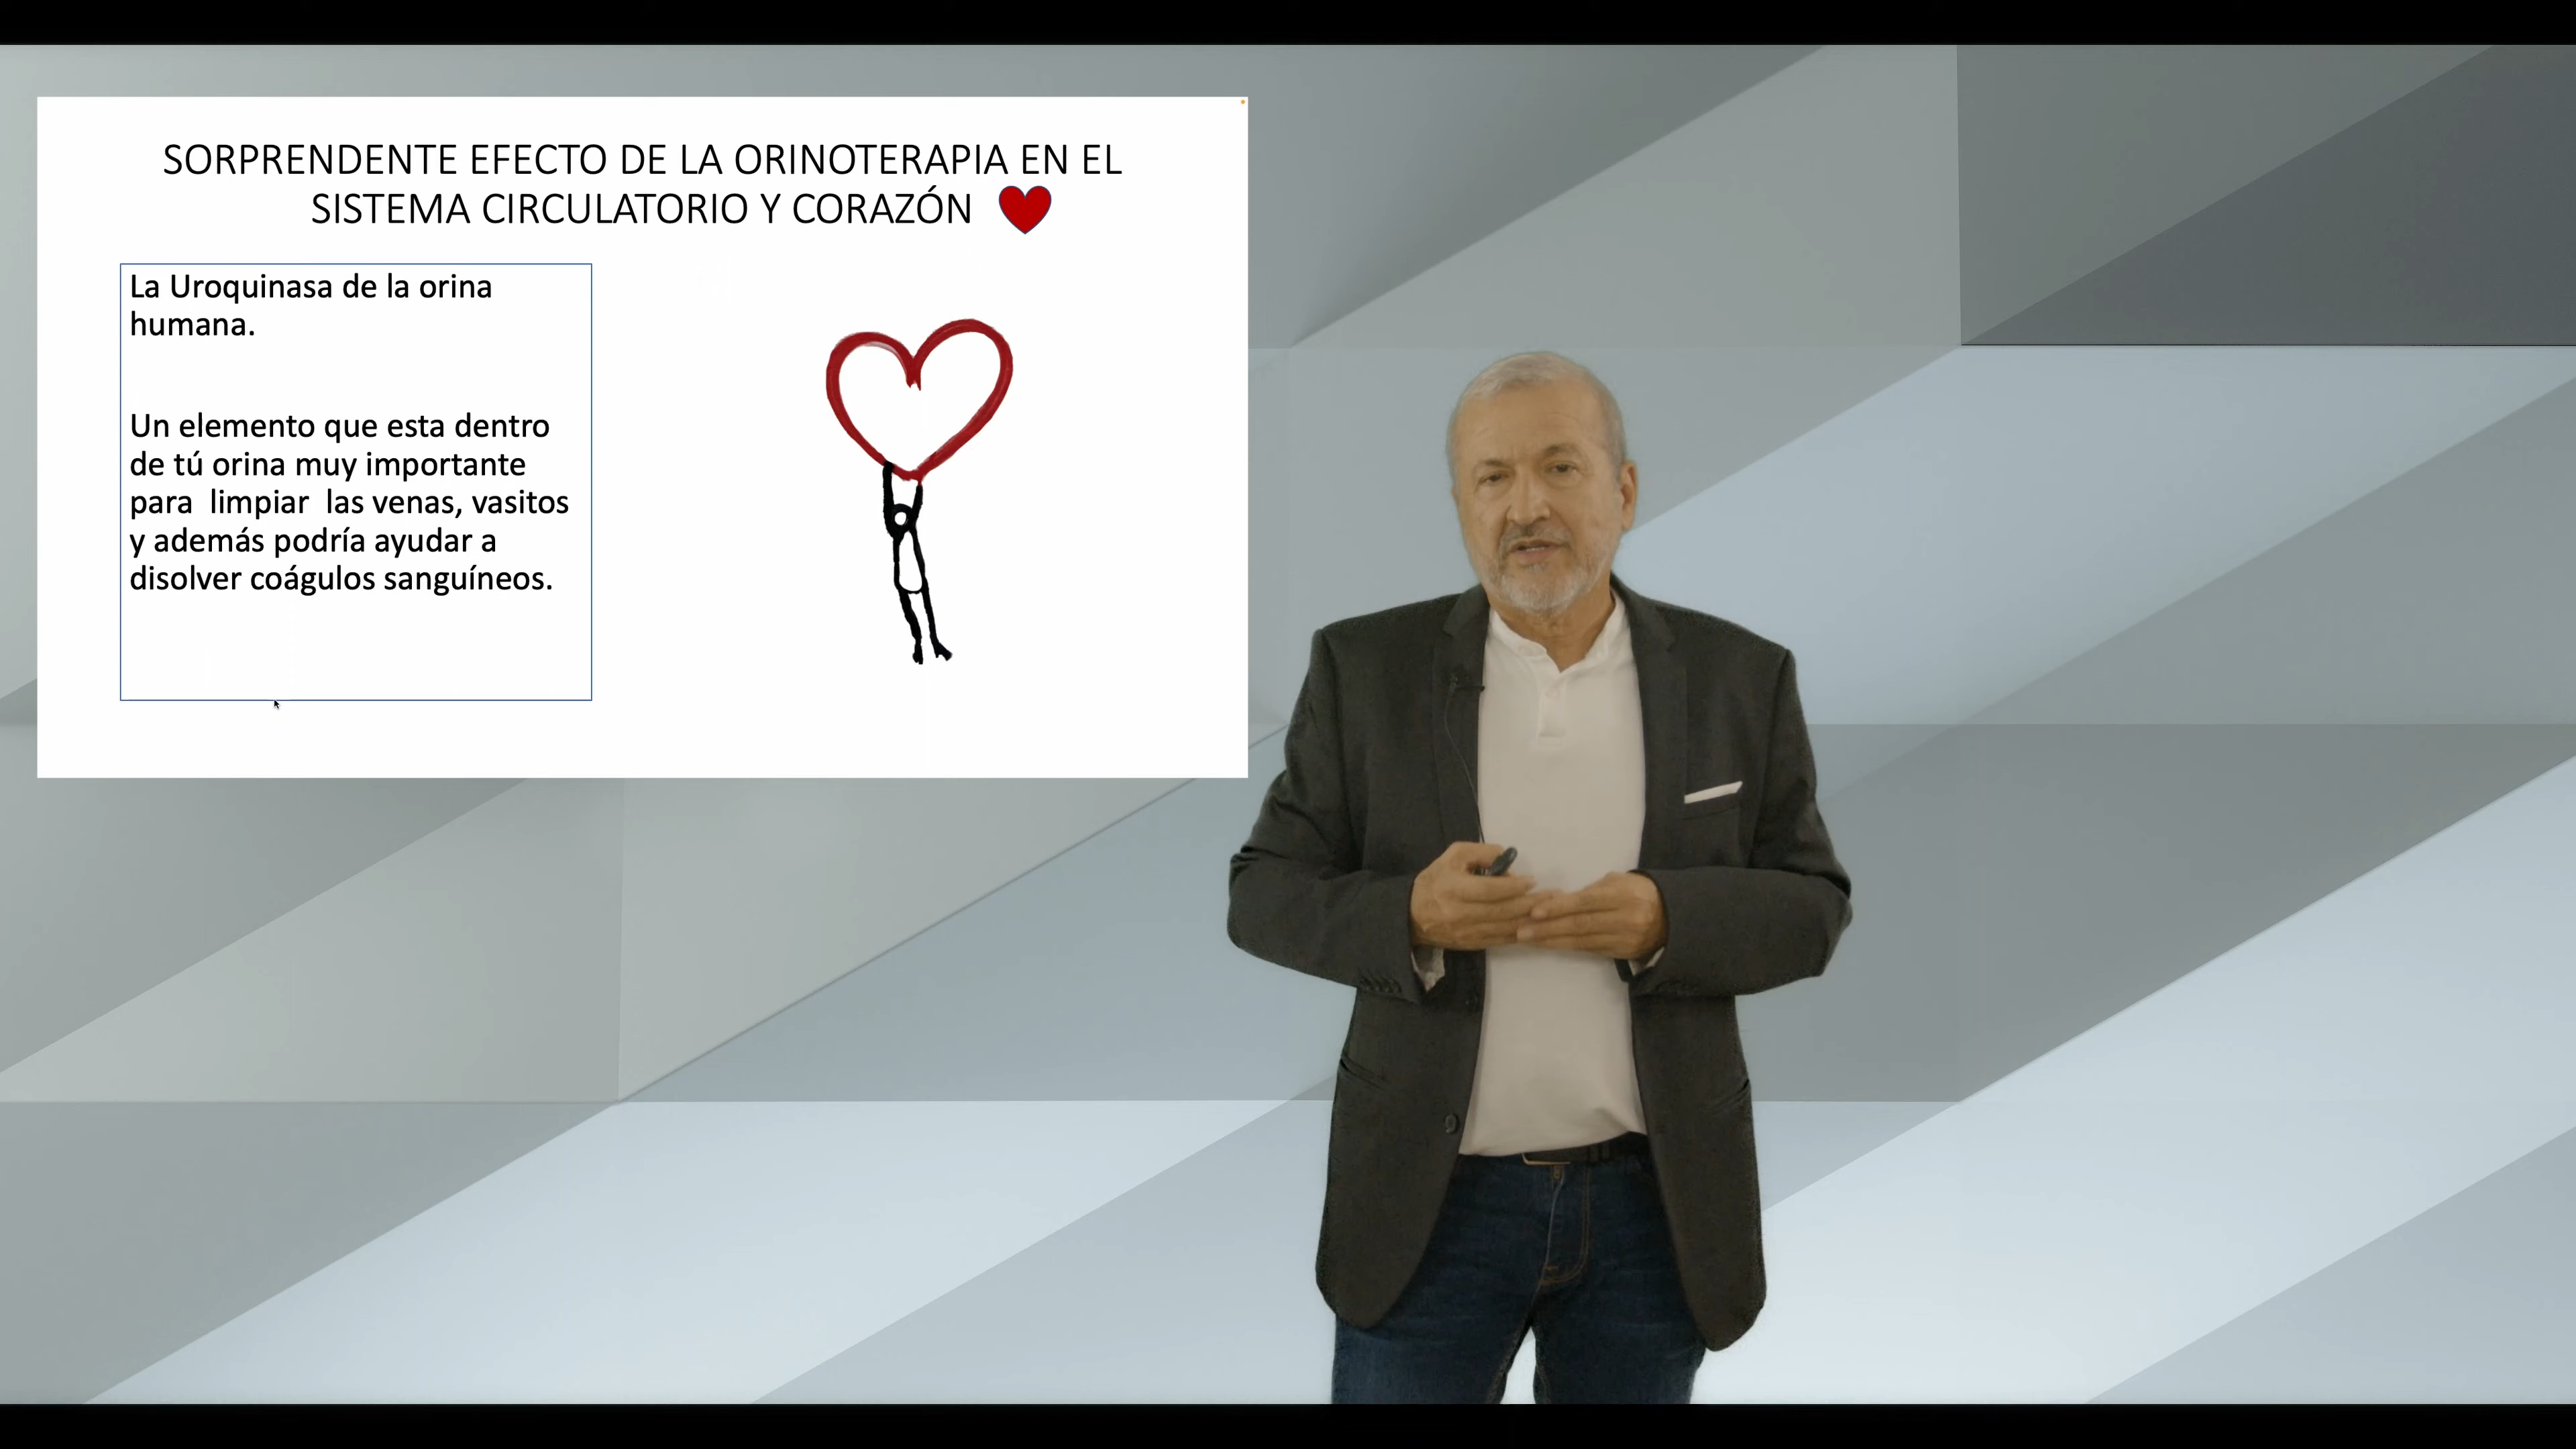 SORPRENDENTE EFECTO DE LA ORINOTERAPIA EN EL
SISTEMA CIRCULATORIO Y CORAZÓN
La Uroquinasa de la orina
humana.
Un elemento que esta dentro
de tú orina muy importante
para limpiar las venas, vasitos
y además podría ayudar a
disolver coágulos sanguíneos.